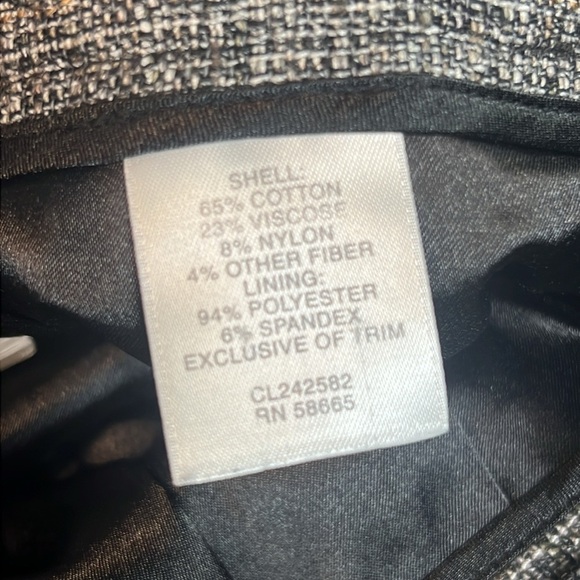 SHELL:
65% COTTON
23% VISCOSE
8% NYLON
4% OTHER FIBER
LINING:
94% POLYESTER
6% SPANDEX
EXCLUSIVE OF TRIM
CL242582
RN 58665